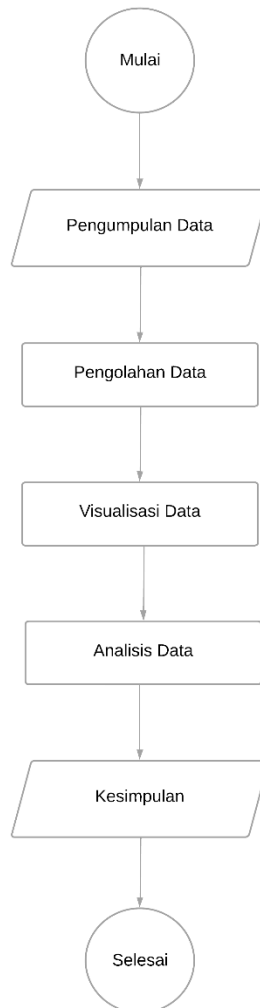 Mulai
Pengumpulan Data
Pengolahan Data
Visualisasi Data
Analisis Data
Kesimpulan
Selesai